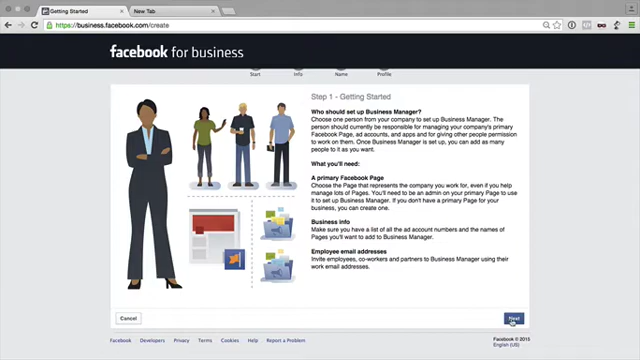 Getting Started
New Tab
https://business.facebook.com/create
facebook for business
Start
Info
Name
Profile
Step 1 - Getting Started
Who should set up Business Manager?
Choose one person from your company to set up Business Manager. The
person should currently be responsible for managing your company's primary
Facebook Page, ad accounts, and apps and for giving other people permission
to work on them. Once Business Manager is set up, you can add as many
people to it as you want.
What you'll need:
A primary Facebook Page
Choose the Page that represents the company you work for, even if you help
manage lots of Pages. You'll need to be an admin on your primary Page to use
it to set up Business Manager. If you don't have a primary Page for your
business, you can create one.
Business info
Make sure you have a list of all the ad account numbers and the names of
Pages you'll want to add to Business Manager.
Employee email addresses
Invite employees, co-workers and partners to Business Manager using their
work email addresses.
Cancel
Next
Facebook
Developers
Privacy
Terms
Cookies
Help
Report a Problem
Facebook © 2015
English (US)